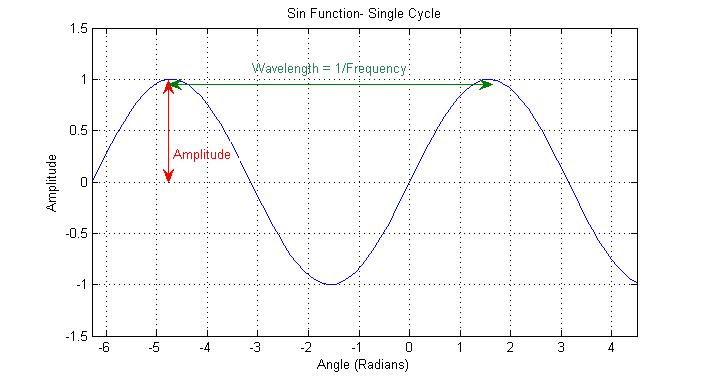 Sin Function- Single Cycle
1.5
Wavelength = 1/Frequency
1
0.5
Amplitude
Amplitude
0
-0.5
-1
-1.5
-6 -5 -4 -3 -2 -1 0 1 2 3 4
Angle (Radians)